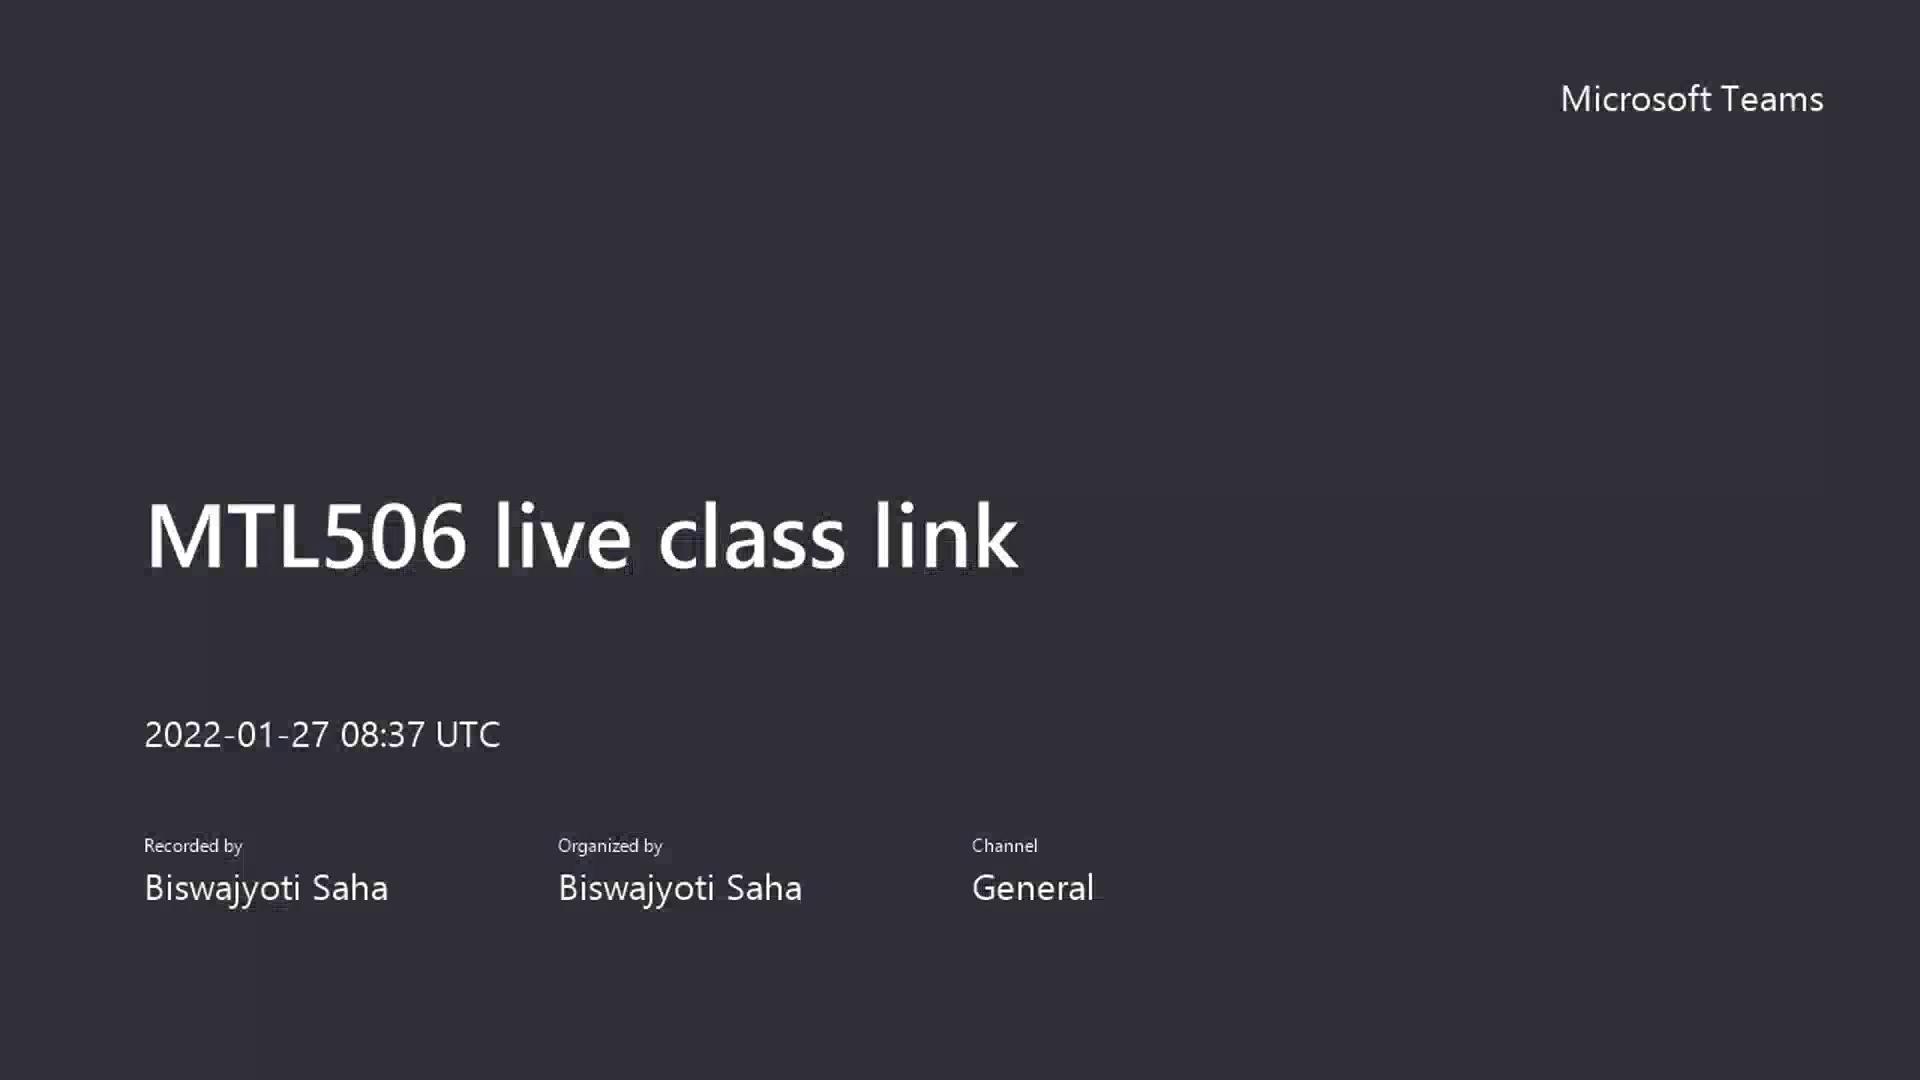 Microsoft Teams
MTL506 live class link
2022-01-27 08:37 UTC
Recorded by
Biswajyoti Saha
Organized by
Biswajyoti Saha
Channel
General